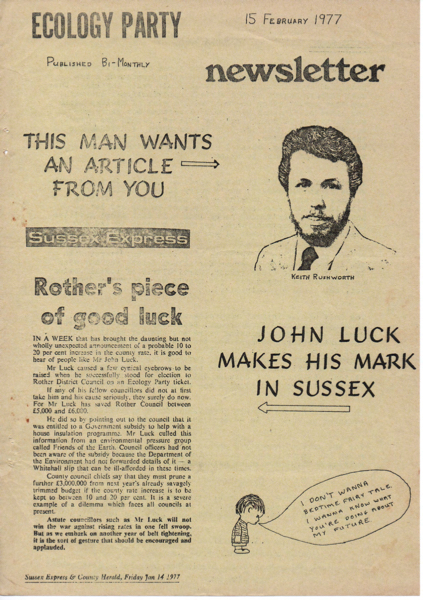 ECOLOGY PARTY
15 FEBRUARY 1977
PUBLISHED BI-MONTHLY
newsletter
THIS MAN WANTS
AN ARTICLE
FROM YOU
KEITH RUSHWORTH
Sussex Express
Rother's piece
of good luck
IN A WEEK that has brought the daunting but not
wholly unexpected announcement of a probable 10 to
20 per cent increase in the county rate, it is good to
hear of people like Mr John Luck.
Mr Luck caused a few cynical eyebrows to be
raised when he successfully stood for election to
Rother District Council on an Ecology Party ticket.
If any of his fellow councillors did not at first
take him and his cause seriously, they surely do now.
For Mr Luck has saved Rother Council between
£5,000 and £6,000.
He did so by pointing out to the council that it
was entitled to a Government subsidy to help with a
house insulation programme. Mr Luck culled this
information from an environmental pressure group
called Friends of the Earth. Council officers had not
been aware of the subsidy because the Department of
the Environment had not forwarded details of it — a
Whitehall slip that can be ill-afforded in these times.
County council chiefs say that they must prune a
further £3,000,000 from next year's already savagely
trimmed budget if the county rate increase is to be
kept to between 10 and 20 per cent. It is a severe
example of a dilemma which faces all councils at
present.
Astute councillors such as Mr Luck will not
win the war against rising rates in one fell swoop.
But as we embark on another year of belt tightening,
it is the sort of gesture that should be encouraged and
applauded.
Sussex Express & County Herald, Friday Jan 14 1977
JOHN LUCK
MAKES HIS MARK
IN SUSSEX
I DON'T WANNA
BEDTIME FAIRY TALE
I WANNA KNOW WHAT
YOU'RE DOING ABOUT
MY FUTURE